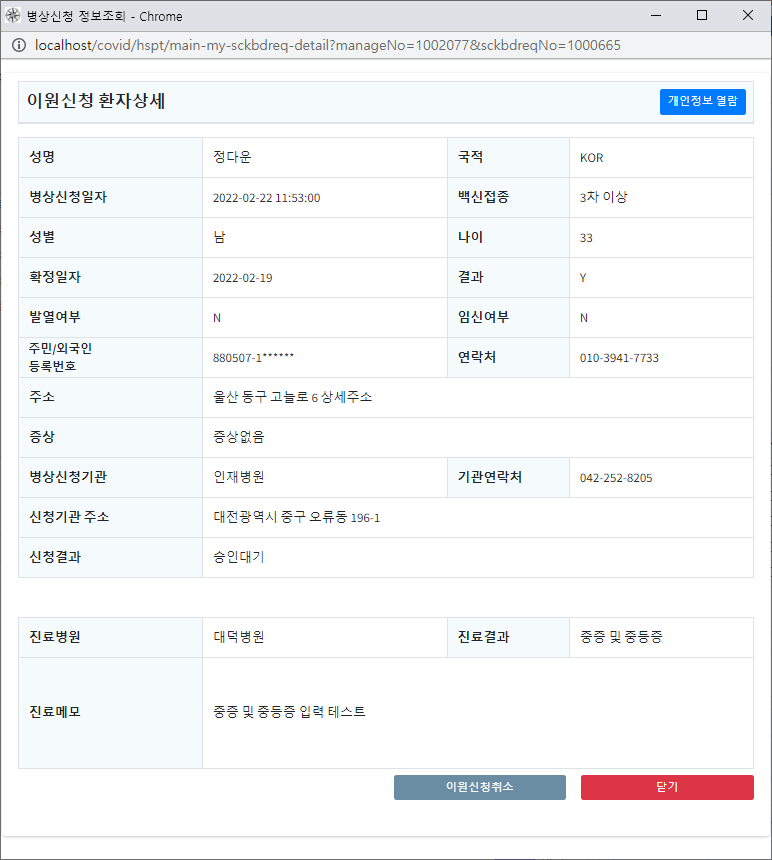 병상신청 정보조회 - Chrome
localhost/covid/hspt/main-my-sckbdreq-detail?manageNo=1002077&sckbdreqNo=1000665
이원신청 환자상세
개인정보 열람
성명 정다운 국적 KOR
병상신청일자 2022-02-22 11:53:00 백신접종 3차 이상
성별 남 나이 33
확정일자 2022-02-19 결과 Y
발열여부 N 임신여부 N
주민/외국인
등록번호 880507-1****** 연락처 010-3941-7733
주소 울산 동구 고늘로 6 상세주소
증상 증상없음
병상신청기관 인재병원 기관연락처 042-252-8205
신청기관 주소 대전광역시 중구 오류동 196-1
신청결과 승인대기
진료병원 대덕병원 진료결과 중증 및 중등증
진료메모 중증 및 중등증 입력 테스트
이원신청취소 닫기